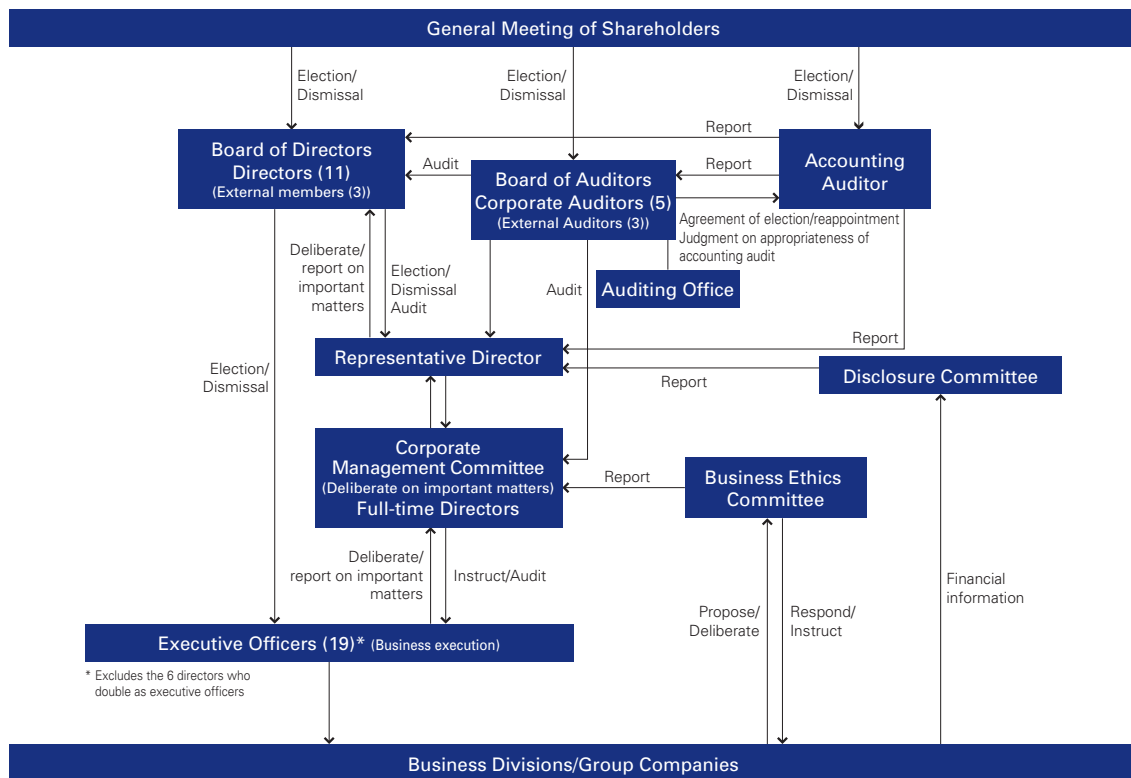 General Meeting of Shareholders
Election/
Dismissal
Election/
Dismissal
Election/
Dismissal
Board of Directors
Directors (11)
(External members (3))
Audit
Report
Report
Board of Auditors
Corporate Auditors (5)
(External Auditors (3))
Accounting
Auditor
Agreement of election/reappointment
Judgment on appropriateness of
accounting audit
Deliberate/
report on
important
matters
Election/
Dismissal
Audit
Audit
Auditing Office
Election/
Dismissal
Representative Director
Report
Report
Disclosure Committee
Corporate
Management Committee
(Deliberate on important matters)
Full-time Directors
Report
Business Ethics
Committee
Deliberate/
report on important
matters
Instruct/Audit
Propose/
Deliberate
Respond/
Instruct
Financial
information
Executive Officers (19)* (Business execution)
* Excludes the 6 directors who
double as executive officers
Business Divisions/Group Companies